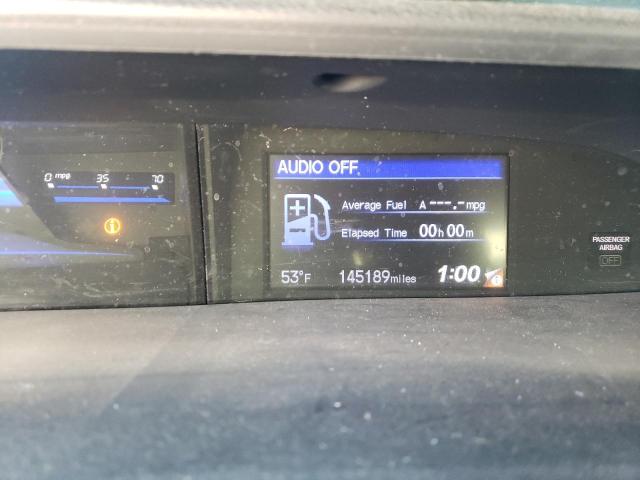 AUDIO OFF
0 mpg 35 70
Average Fuel A ---.- mpg
Elapsed Time 00h 00m
PASSENGER
AIRBAG
OFF
53°F 145189miles 1:00